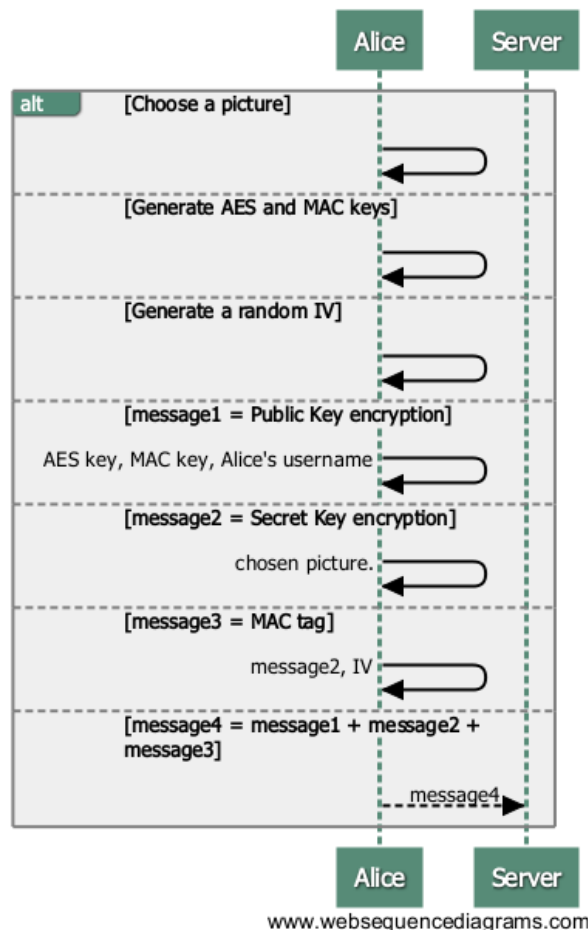 Alice Server
alt [Choose a picture]
[Generate AES and MAC keys]
[Generate a random IV]
[message1 = Public Key encryption]
AES key, MAC key, Alice's username
[message2 = Secret Key encryption]
chosen picture.
[message3 = MAC tag]
message2, IV
[message4 = message1 + message2 +
message3]
message4
Alice Server
www.websequencediagrams.com